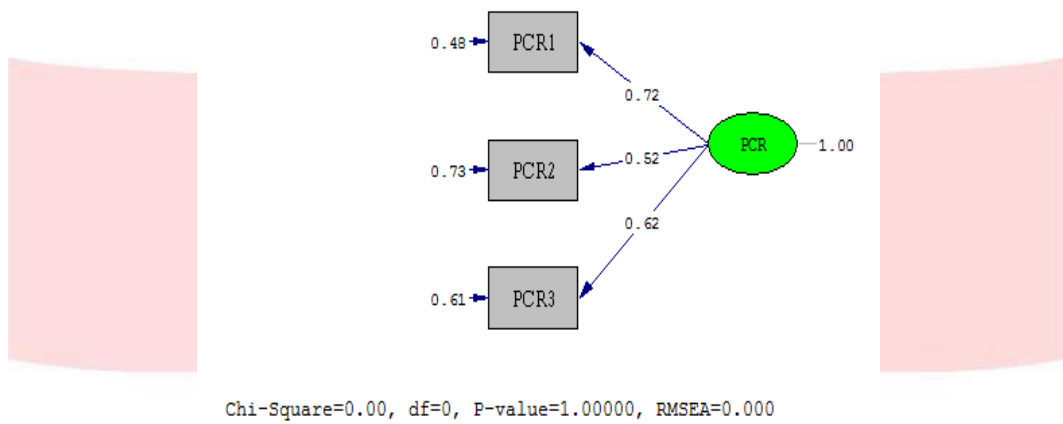 0.48
PCR1
0.72
PCR
1.00
0.73
PCR2
0.52
0.62
0.61
PCR3
Chi-Square=0.00, df=0, P-value=1.00000, RMSEA=0.000